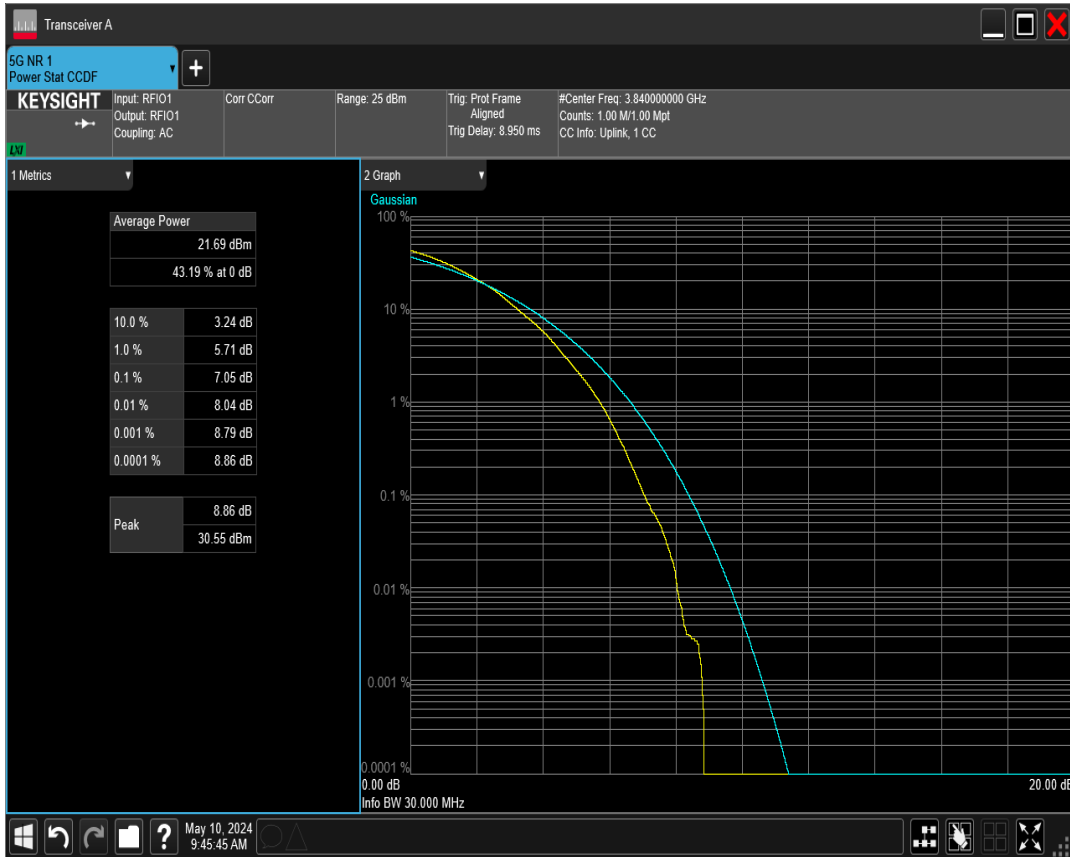 Transceiver A
5G NR 1
Power Stat CCDF
KEYSIGHT
LXI
Input: RFIO1
Output: RFIO1
Coupling: AC
Corr CCorr
Range: 25 dBm
Trig: Prot Frame
Aligned
Trig Delay: 8.950 ms
#Center Freq: 3.840000000 GHz
Counts: 1.00 M/1.00 Mpt
CC Info: Uplink, 1 CC
1 Metrics
Average Power
21.69 dBm
43.19 % at 0 dB
10.0 % 3.24 dB
1.0 % 5.71 dB
0.1 % 7.05 dB
0.01 % 8.04 dB
0.001 % 8.79 dB
0.0001 % 8.86 dB
Peak
8.86 dB
30.55 dBm
2 Graph
Gaussian
100 %
10 %
1 %
0.1 %
0.01 %
0.001 %
0.0001 %
0.00 dB
20.00 dB
Info BW 30.000 MHz
?
May 10, 2024
9:45:45 AM